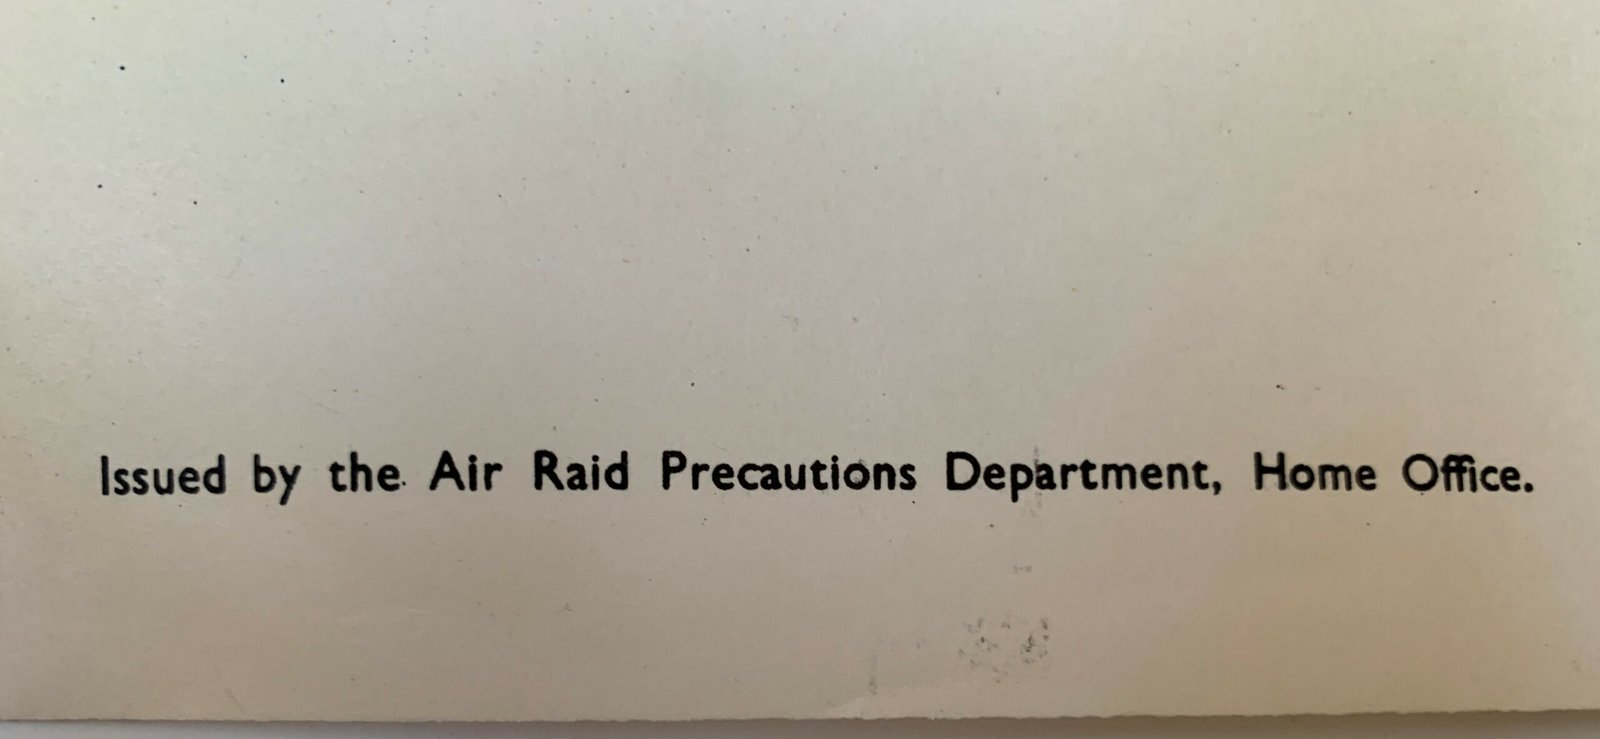 Issued by the Air Raid Precautions Department, Home Office.